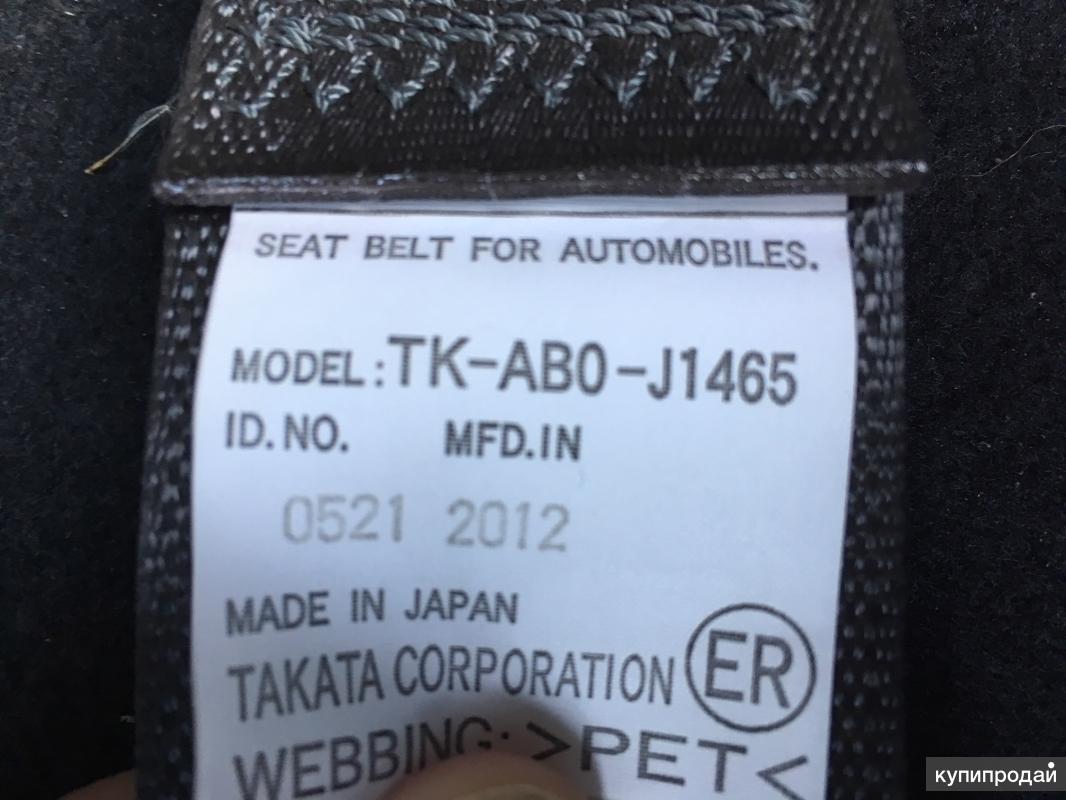 SEAT BELT FOR AUTOMOBILES.
MODEL:TK-AB0-J1465
ID.NO. MFD.IN
0521 2012
MADE IN JAPAN
TAKATA CORPORATION ER
WEBBING: >PET<
купипродай